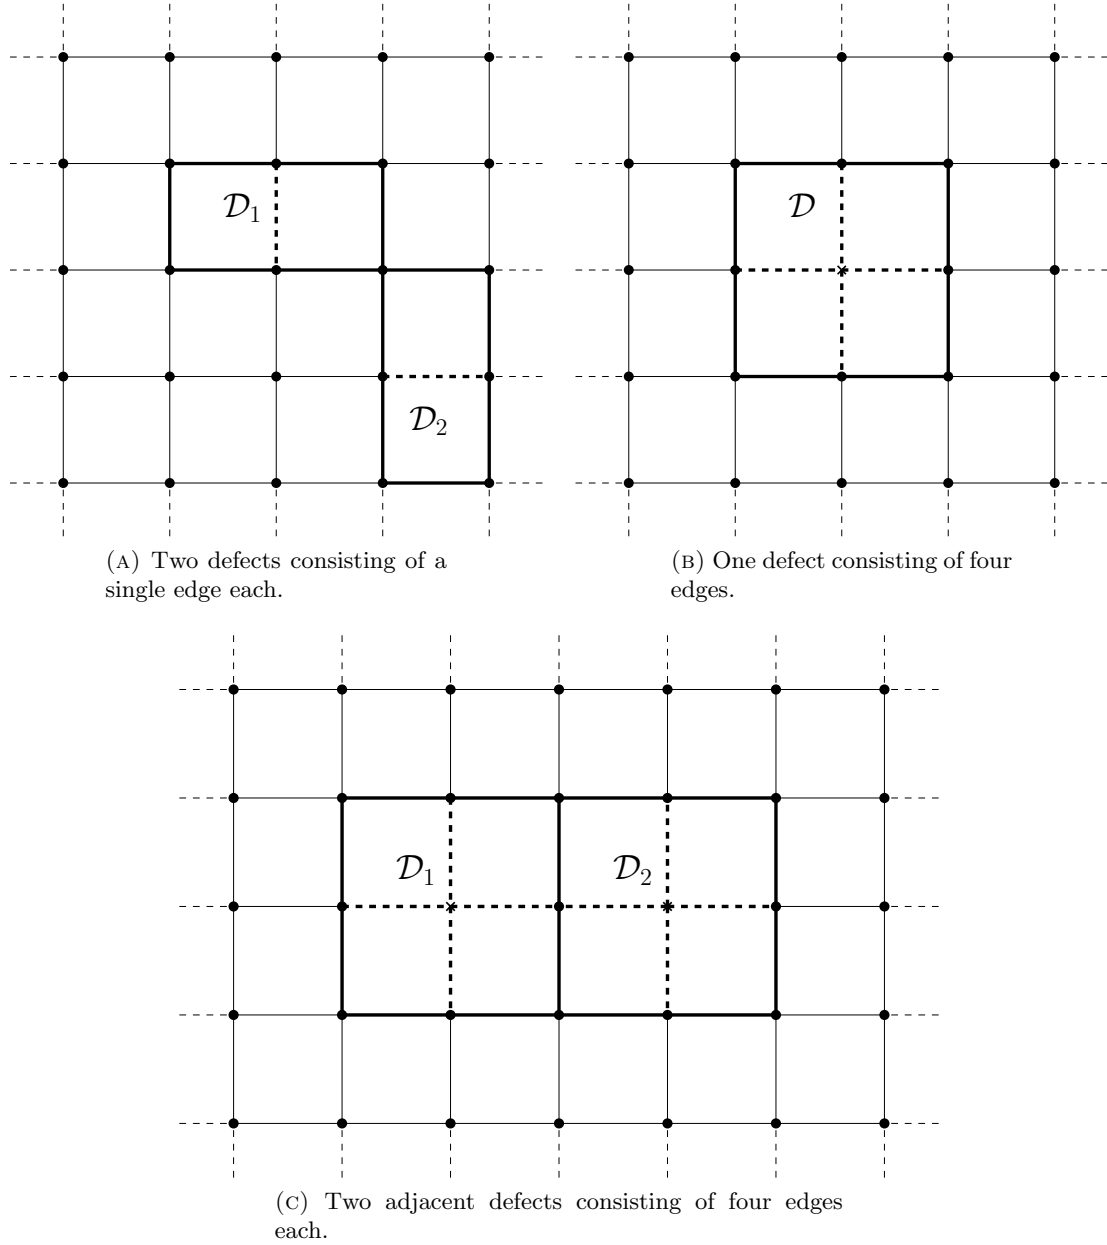 D₁
D
D₂
(A) Two defects consisting of a
single edge each.
(B) One defect consisting of four
edges.
D₁
D₂
(C) Two adjacent defects consisting of four edges
each.